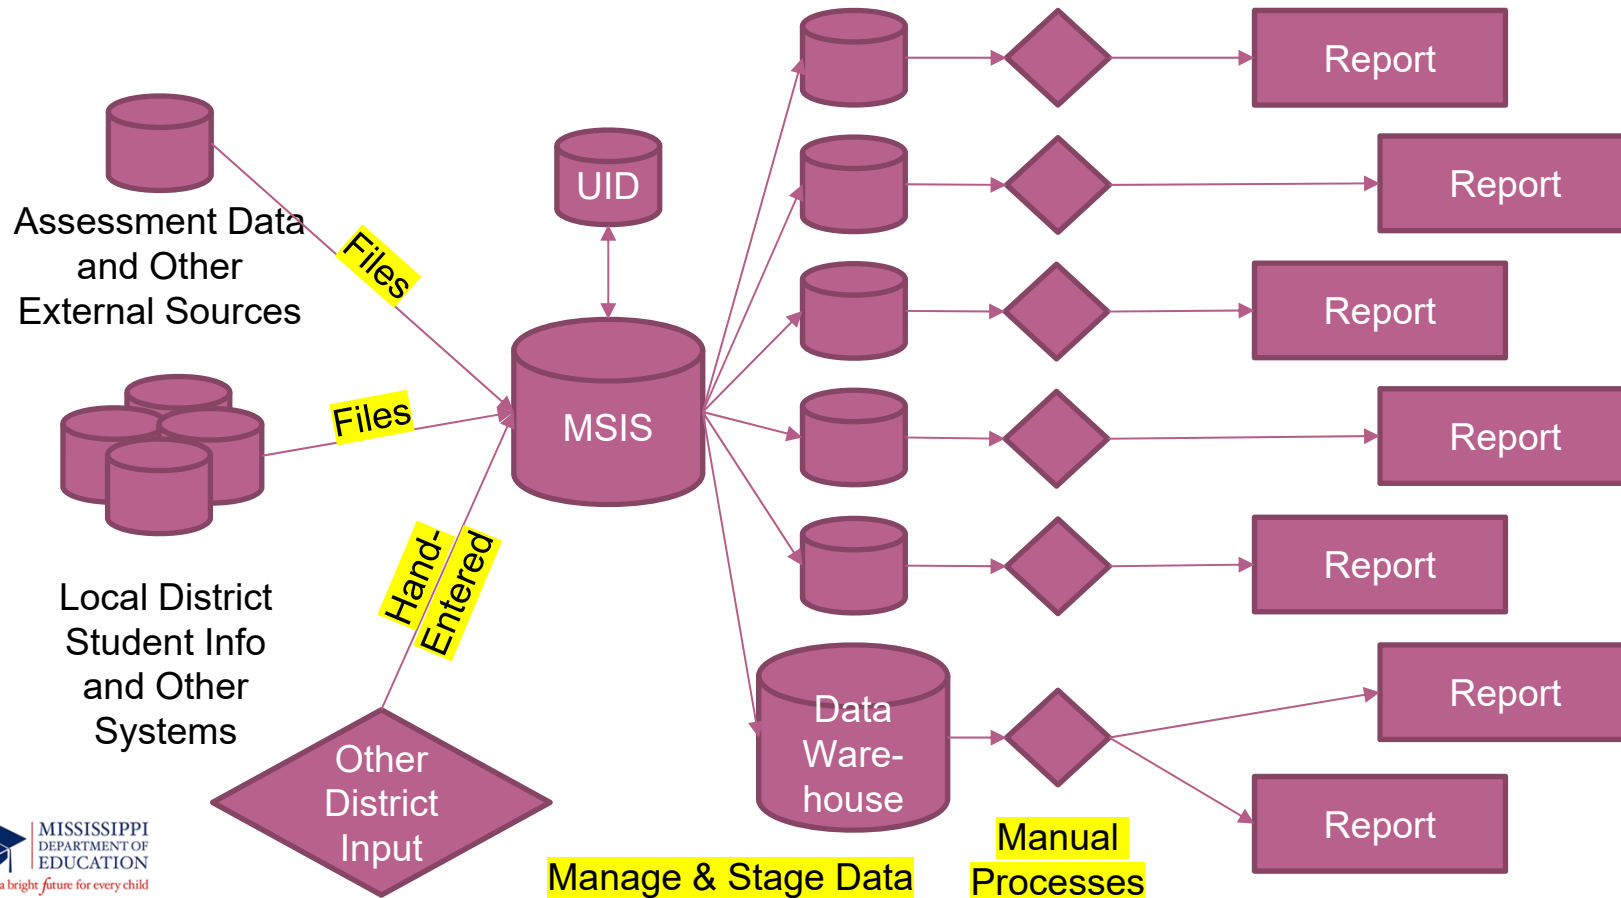 Assessment Data
and Other
External Sources
Files
UID
Files
MSIS
Local District
Student Info
and Other
Systems
Hand-
Entered
Other
District
Input
Data
Ware-
house
Report
Report
Report
Report
Report
Report
Report
Manage & Stage Data
Manual
Processes
MISSISSIPPI
DEPARTMENT OF
EDUCATION
a bright future for every child